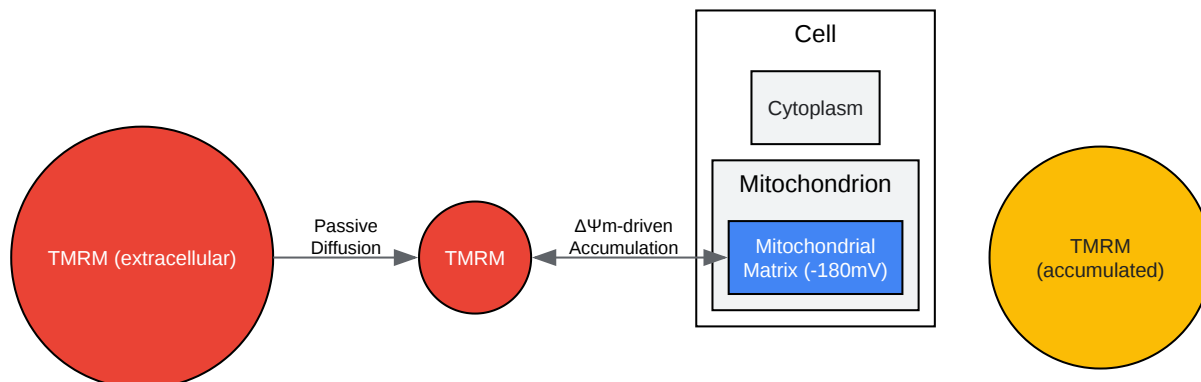 Cell
Cytoplasm
Mitochondrion
Mitochondrial
Matrix (-180mV)
TMRM (extracellular)
Passive
Diffusion
TMRM
ΔΨm-driven
Accumulation
TMRM
(accumulated)